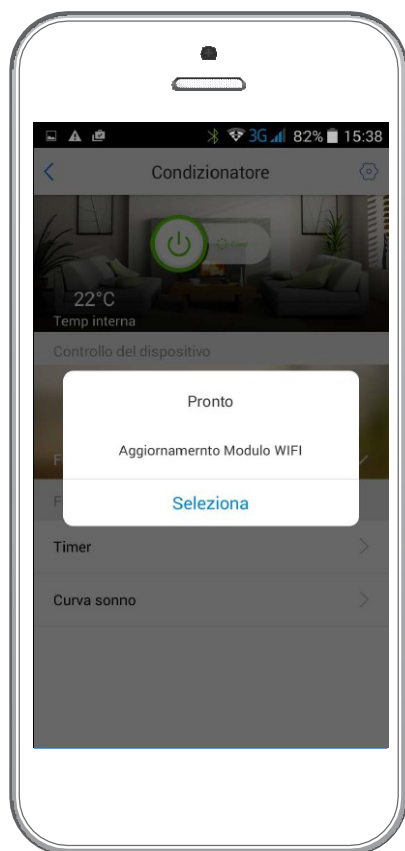 3G 82% 15:38
Condizionatore
22°C
Temp interna
Controllo del dispositivo
Pronto
Aggiornamernto Modulo WIFI
Seleziona
Timer
Curva sonno